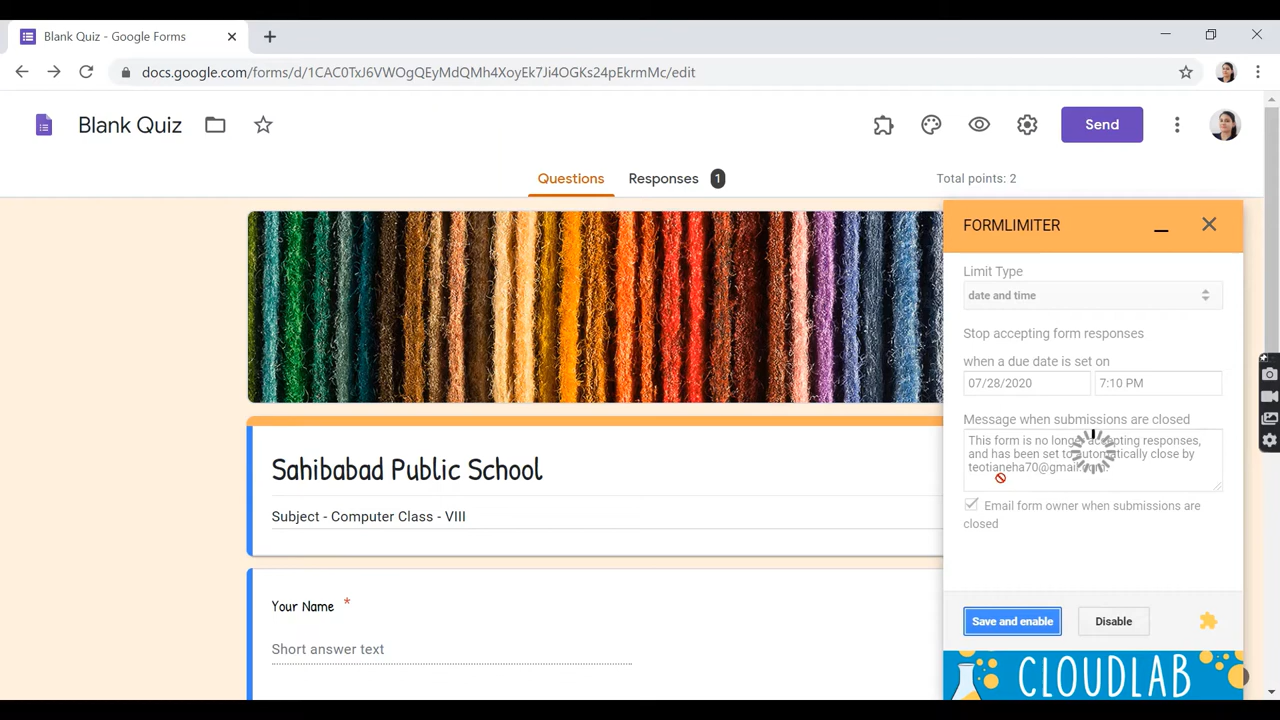 Blank Quiz - Google Forms
docs.google.com/forms/d/1CAC0TxJ6VWOgQEyMdQMh4XoyEk7Ji4OGKs24pEkrmMc/edit
Blank Quiz
Send
Questions
Responses
1
Total points: 2
FORMLIMITER
Limit Type
date and time
Stop accepting form responses
when a due date is set on
07/28/2020
7:10 PM
Message when submissions are closed
This form is no longer accepting responses,
and has been set to automatically close by
teotianeha70@gmail.com.
Email form owner when submissions are
closed
Save and enable
Disable
CLOUDLAB
Sahibabad Public School
Subject - Computer Class - VIII
Your Name *
Short answer text